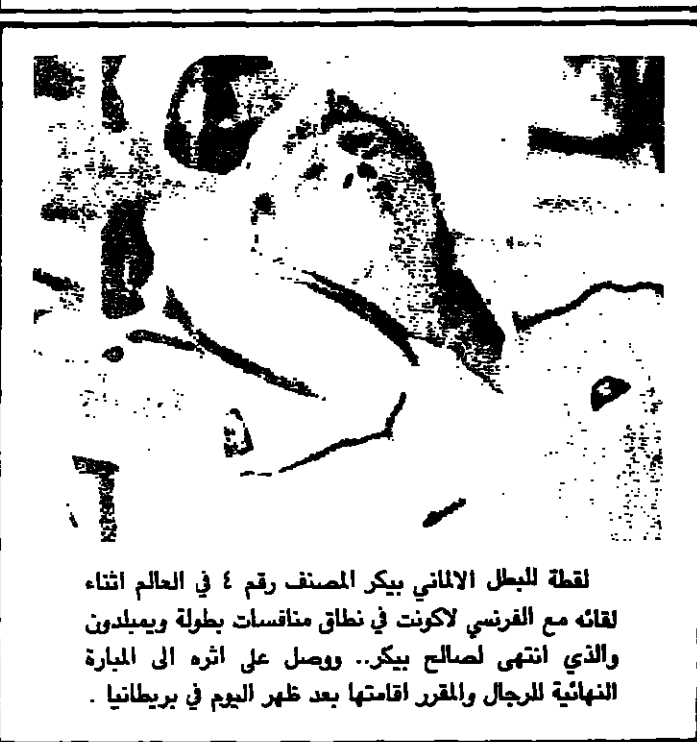 لقطة للبطل الالماني بيكر المصنف رقم ٤ في العالم اثناء
لقائه مع الفرنسي لاكونت في نطاق منافسات بطولة ويمبلدون
والذي انتهى لصالح بيكر.. ووصل على اثره الى المبارة
النهائية للرجال والمقرر اقامتها بعد ظهر اليوم في بريطانيا .